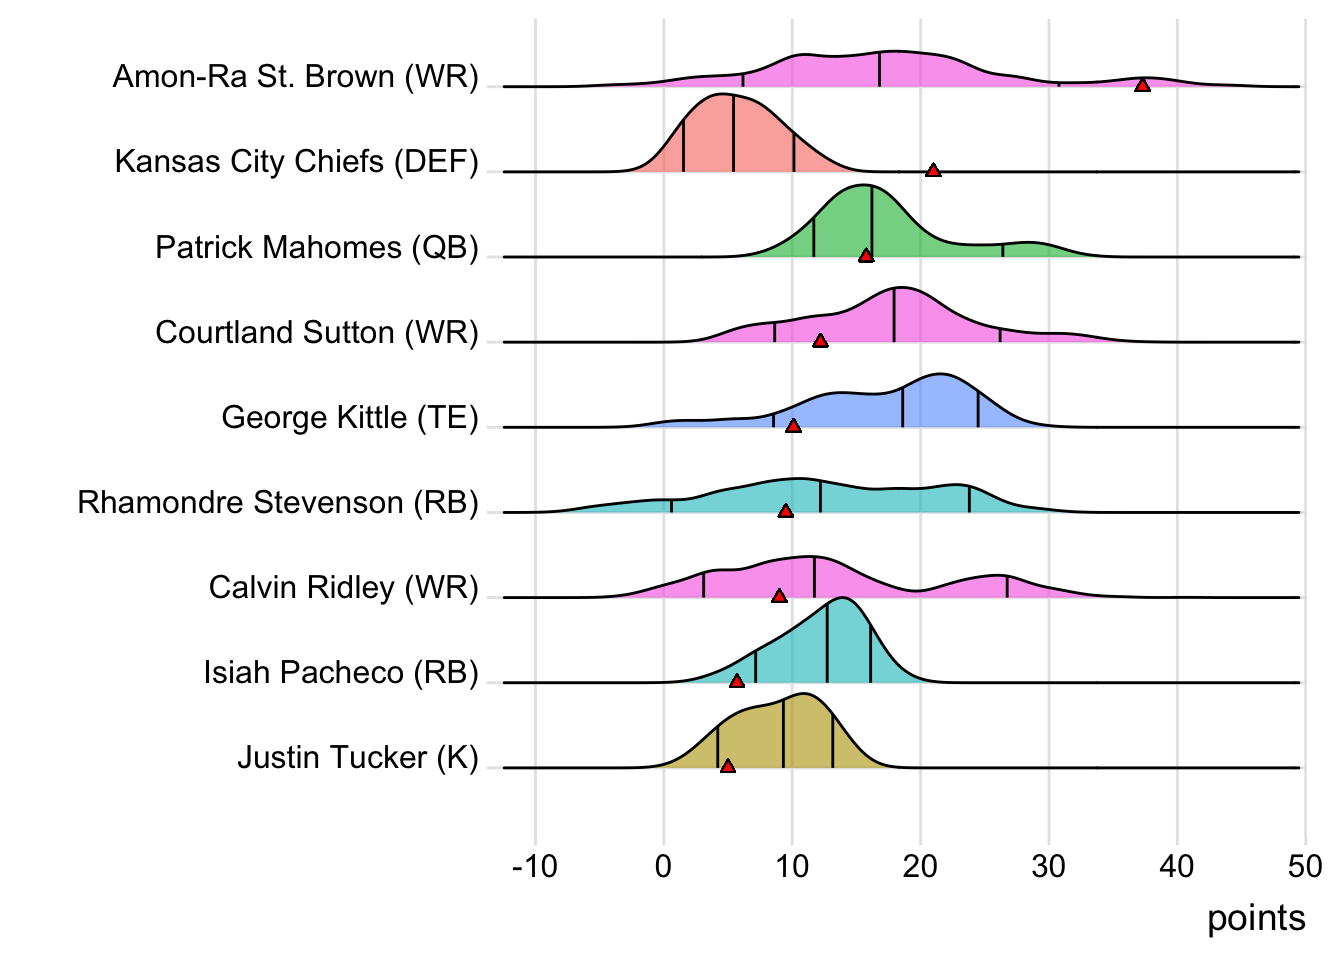 Amon-Ra St. Brown (WR)
Kansas City Chiefs (DEF)
Patrick Mahomes (QB)
Courtland Sutton (WR)
George Kittle (TE)
Rhamondre Stevenson (RB)
Calvin Ridley (WR)
Isiah Pacheco (RB)
Justin Tucker (K)
-10 0 10 20 30 40 50
points